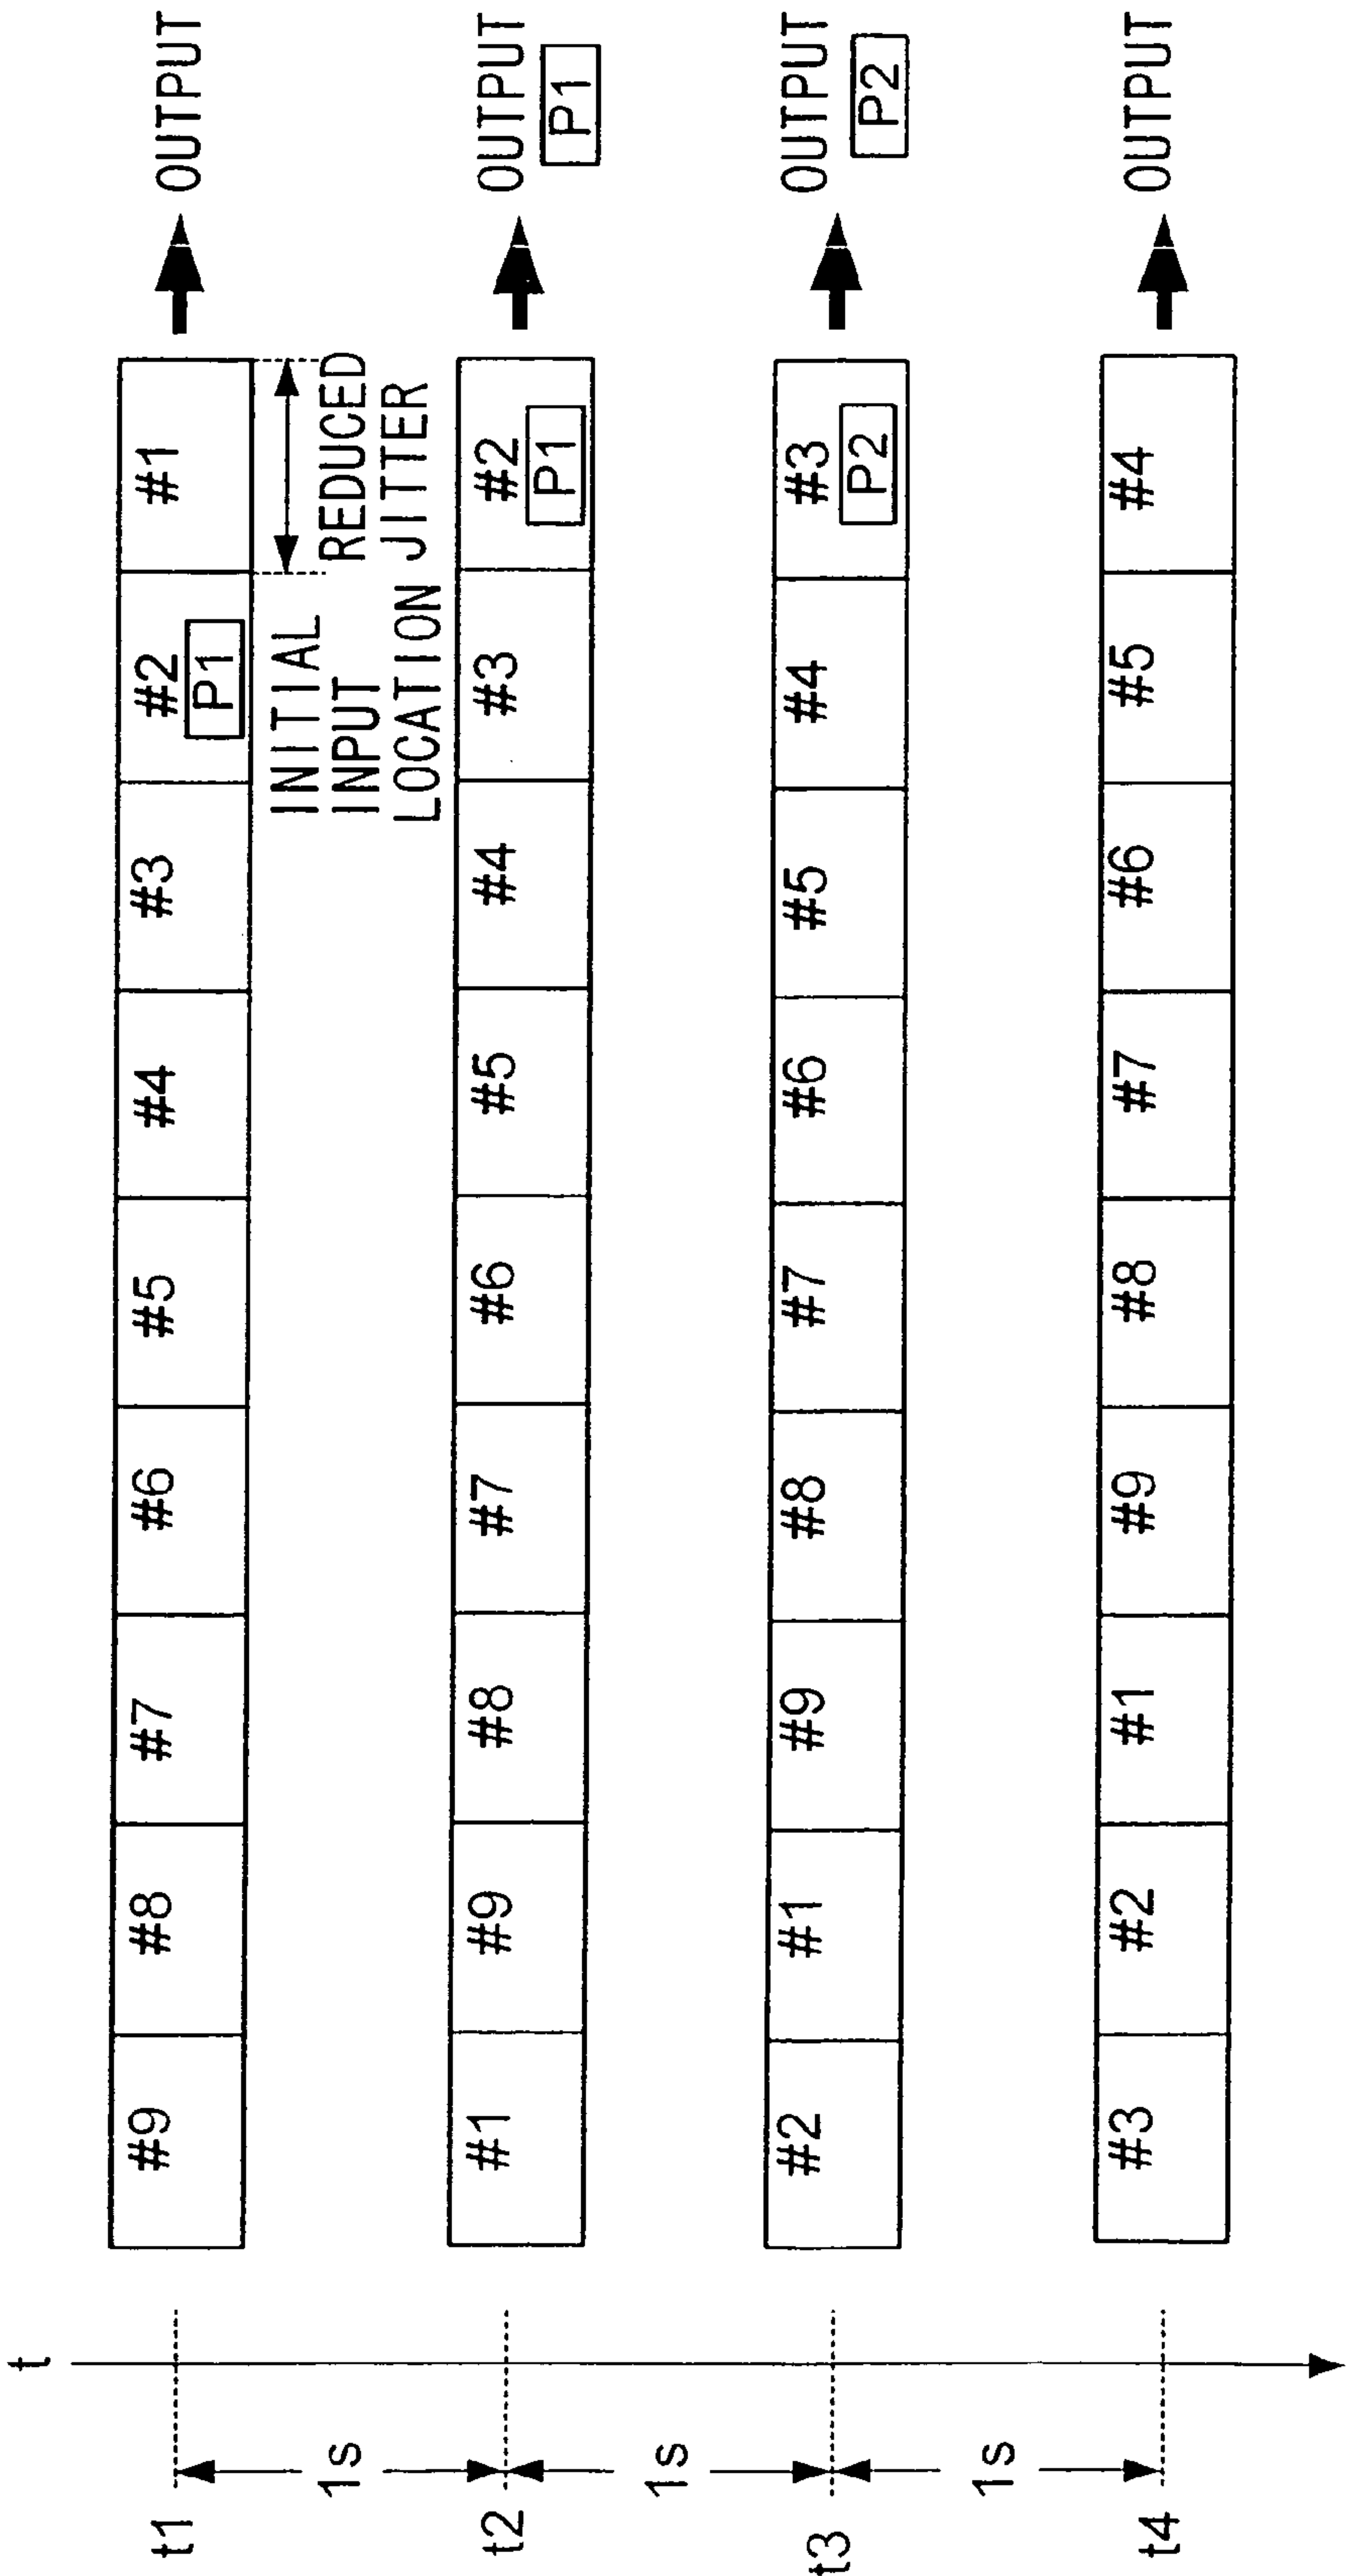 t
t1
#9 #8 #7 #6 #5 #4 #3 #2 #1
P1
OUTPUT
INITIAL
INPUT
LOCATION
REDUCED
JITTER
1s
t2
#1 #9 #8 #7 #6 #5 #4 #3 #2
P1
OUTPUT
P1
1s
t3
#2 #1 #9 #8 #7 #6 #5 #4 #3
P2
OUTPUT
P2
1s
t4
#3 #2 #1 #9 #8 #7 #6 #5 #4
OUTPUT